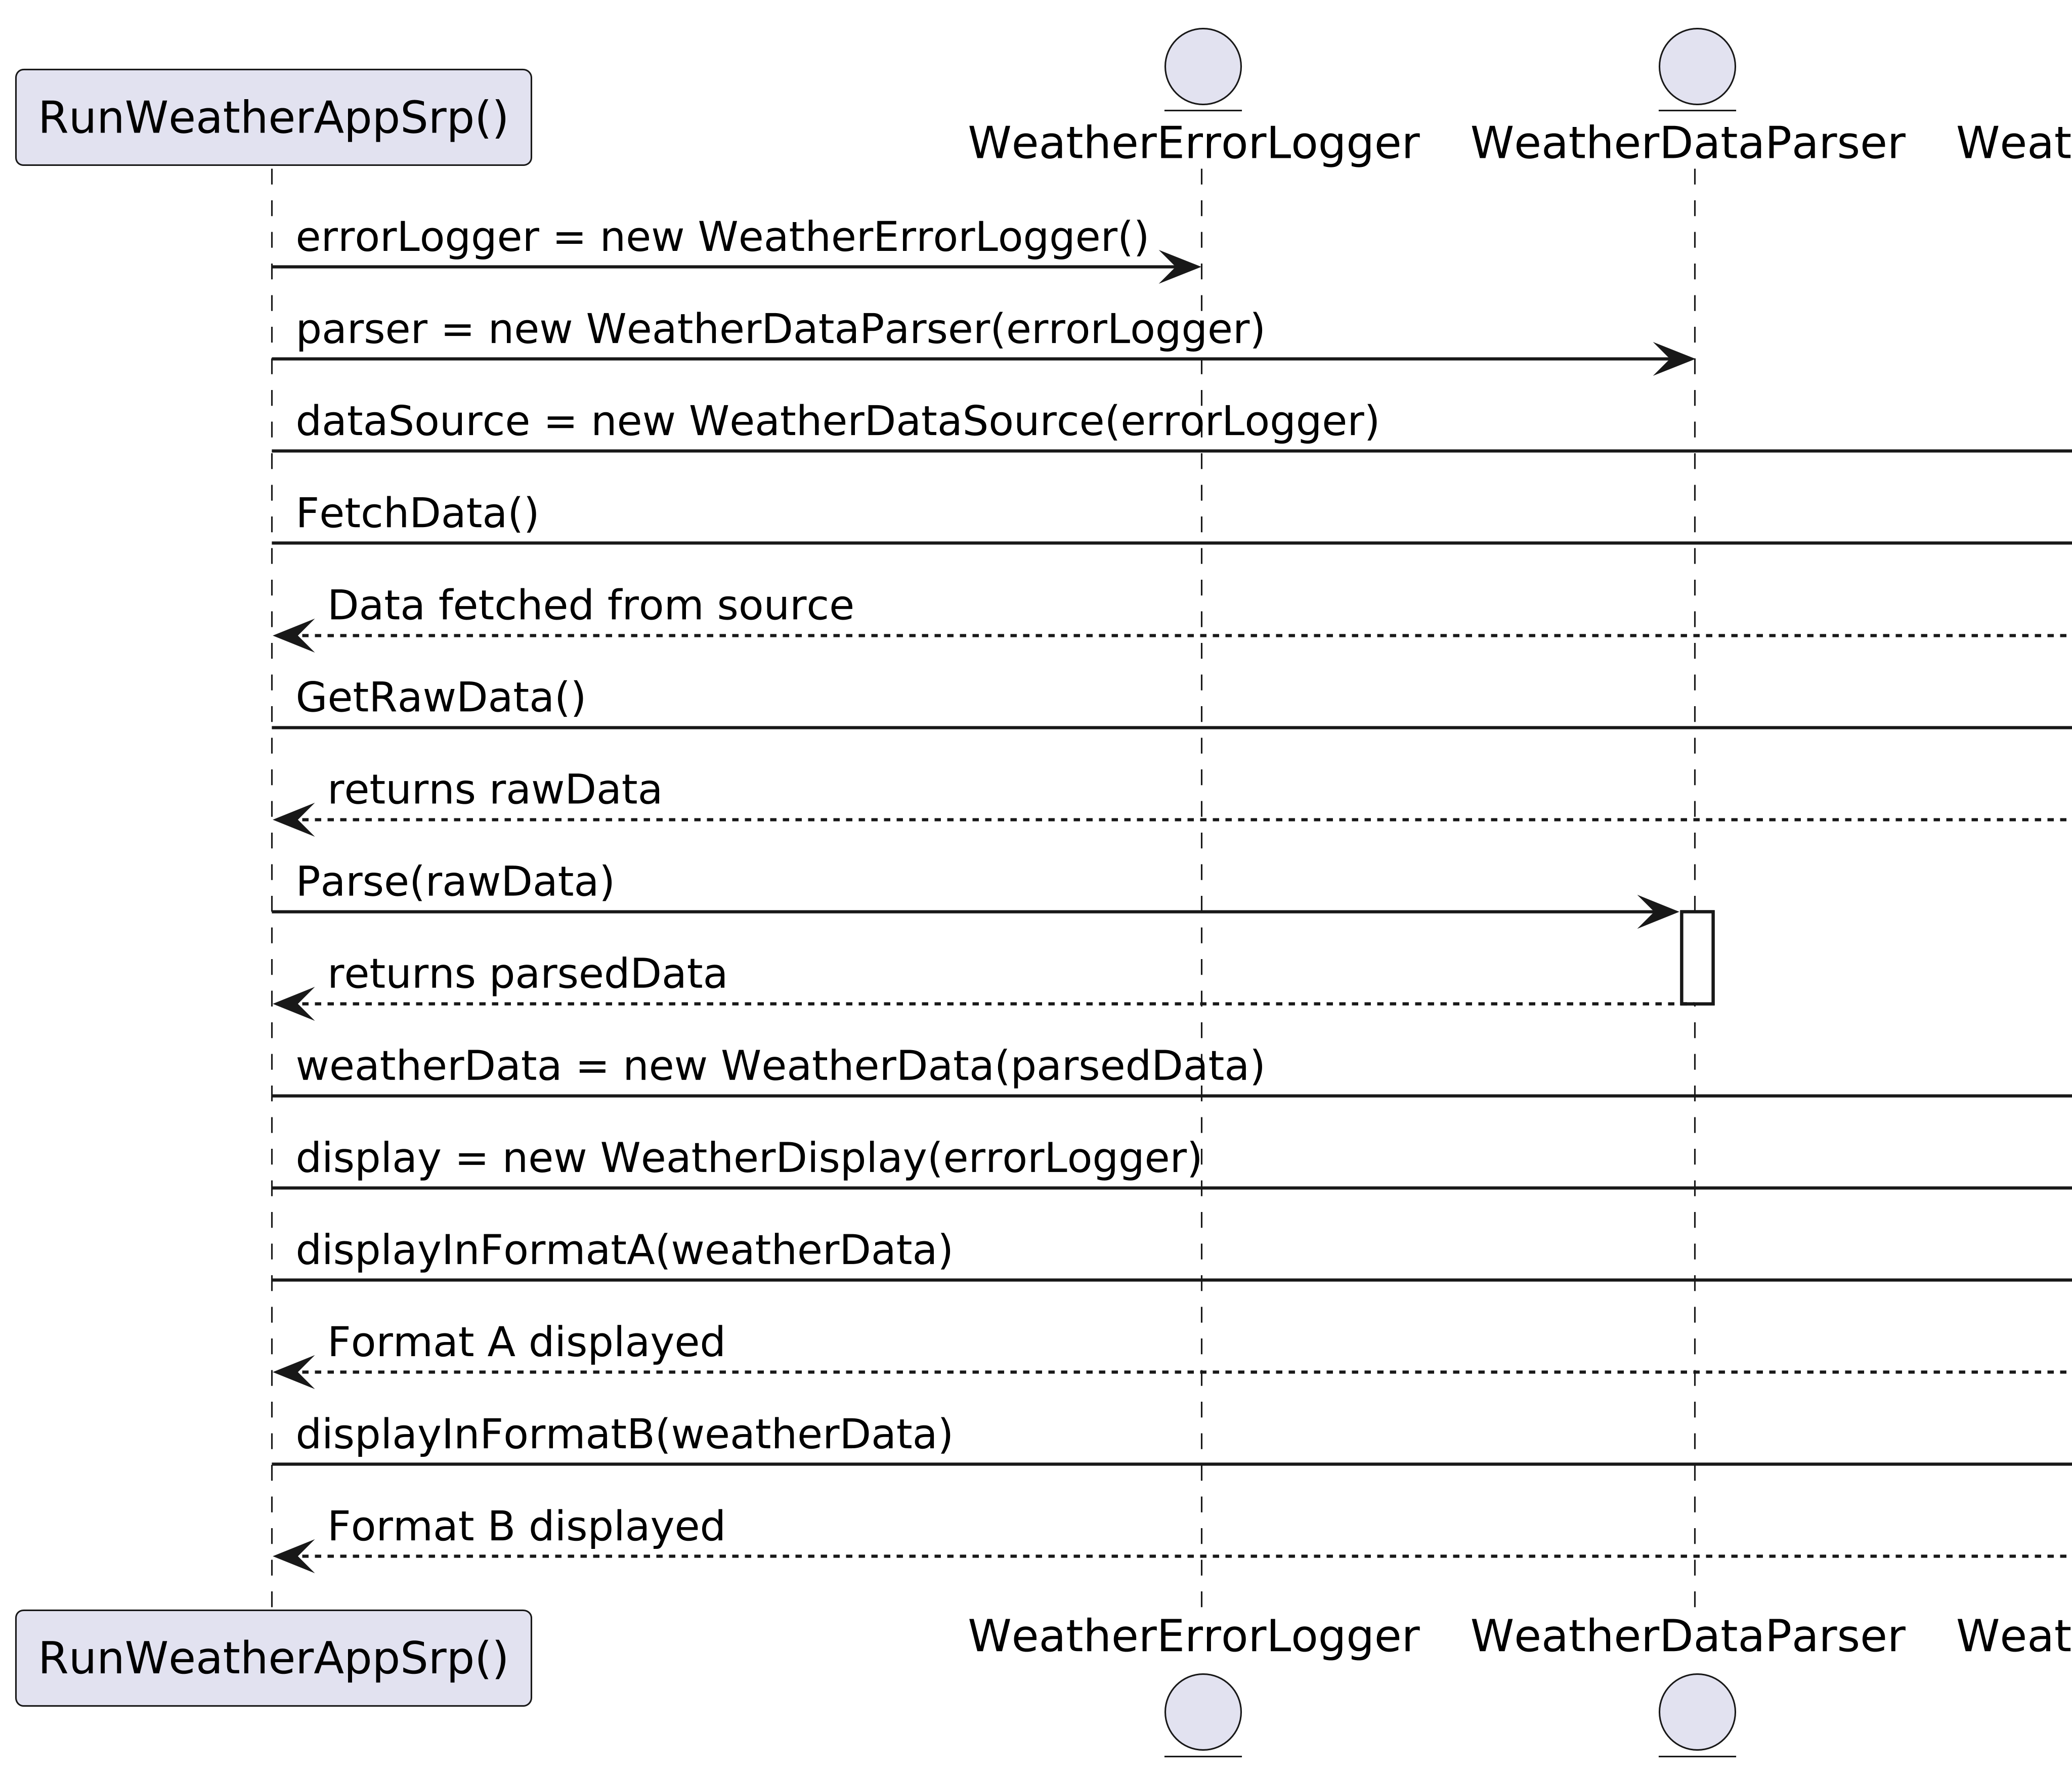 RunWeatherAppSrp()
WeatherErrorLogger
WeatherDataParser
Weat
errorLogger = new WeatherErrorLogger()
parser = new WeatherDataParser(errorLogger)
dataSource = new WeatherDataSource(errorLogger)
FetchData()
Data fetched from source
GetRawData()
returns rawData
Parse(rawData)
returns parsedData
weatherData = new WeatherData(parsedData)
display = new WeatherDisplay(errorLogger)
displayInFormatA(weatherData)
Format A displayed
displayInFormatB(weatherData)
Format B displayed
RunWeatherAppSrp()
WeatherErrorLogger
WeatherDataParser
Weat